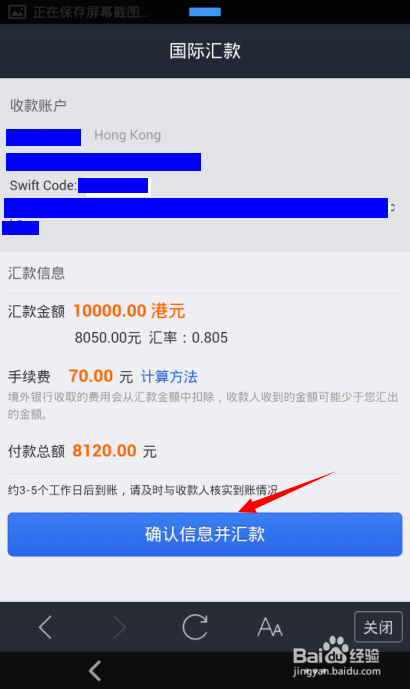 正在保存屏幕截图...
国际汇款
收款账户
Hong Kong
Swift Code:
c
汇款信息
汇款金额 10000.00 港元
8050.00元 汇率：0.805
手续费 70.00 元 计算方法
境外银行收取的费用会从汇款金额中扣除，收款人收到的金额可能少于您汇出
的金额。
付款总额 8120.00 元
约3-5个工作日后到账，请及时与收款人核实到账情况
确认信息并汇款
AA
关闭
Baidu经验
jingyan.baidu.com